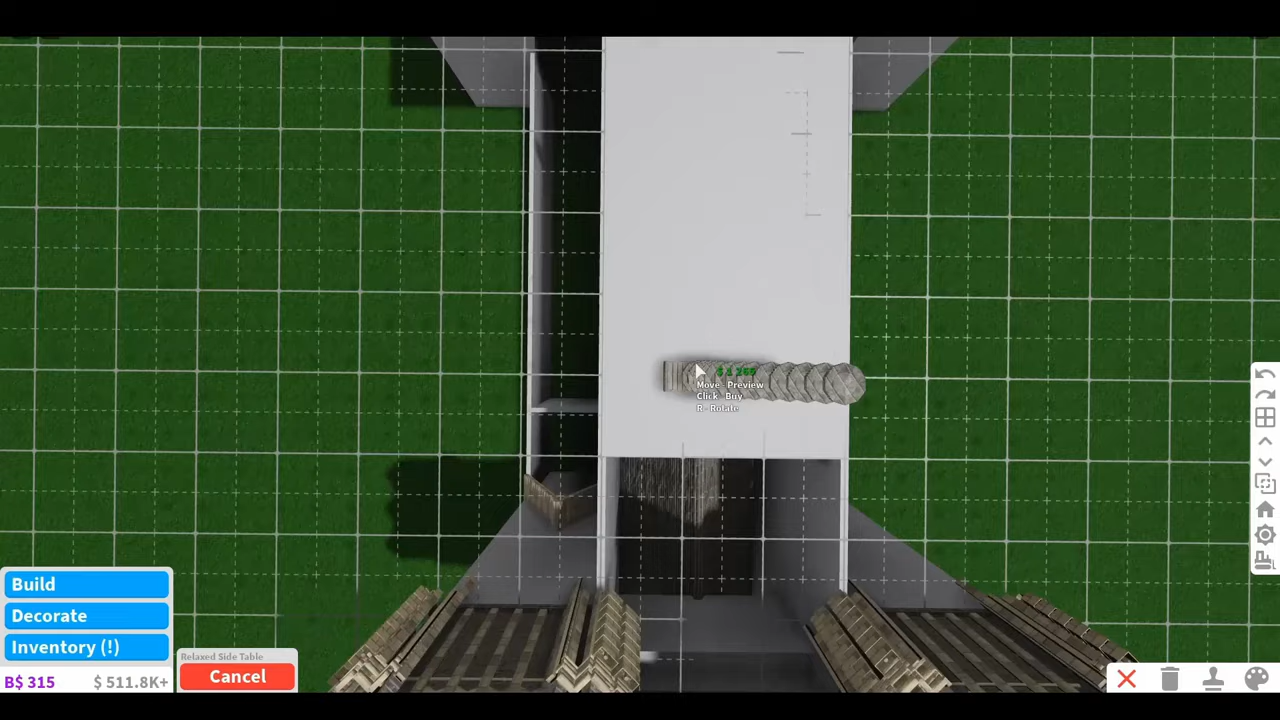 Move - Preview
Click - Buy
R - Rotate
Build
Decorate
Inventory (!)
Relaxed Side Table
Cancel
B$ 315
$ 511.8K+